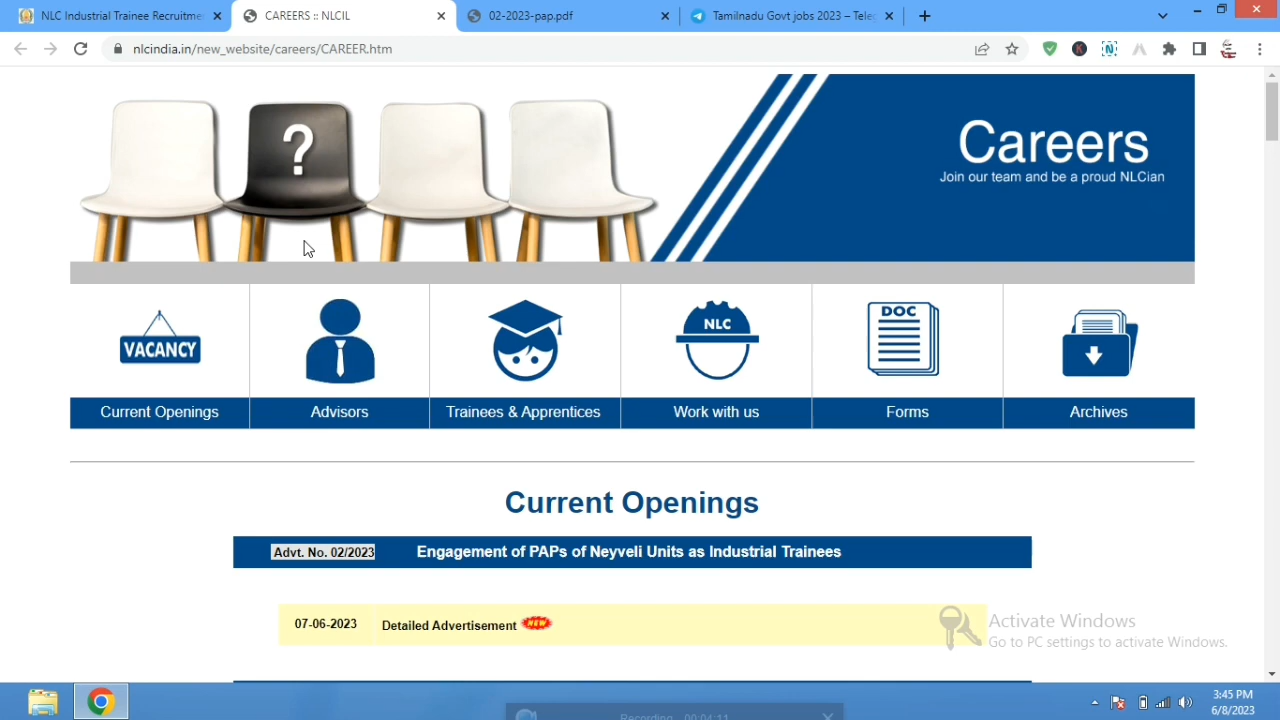 NLC Industrial Trainee Recruitme
CAREERS :: NLCIL
02-2023-pap.pdf
Tamilnadu Govt jobs 2023 – Tele
nlcindia.in/new_website/careers/CAREER.htm
?
Careers
Join our team and be a proud NLCian
VACANCY
NLC
DOC
Current Openings
Advisors
Trainees & Apprentices
Work with us
Forms
Archives
Current Openings
Advt. No. 02/2023 Engagement of PAPs of Neyveli Units as Industrial Trainees
07-06-2023 Detailed Advertisement NEW
Activate Windows
Go to PC settings to activate Windows.
3:45 PM
6/8/2023
Recording 00:04:11